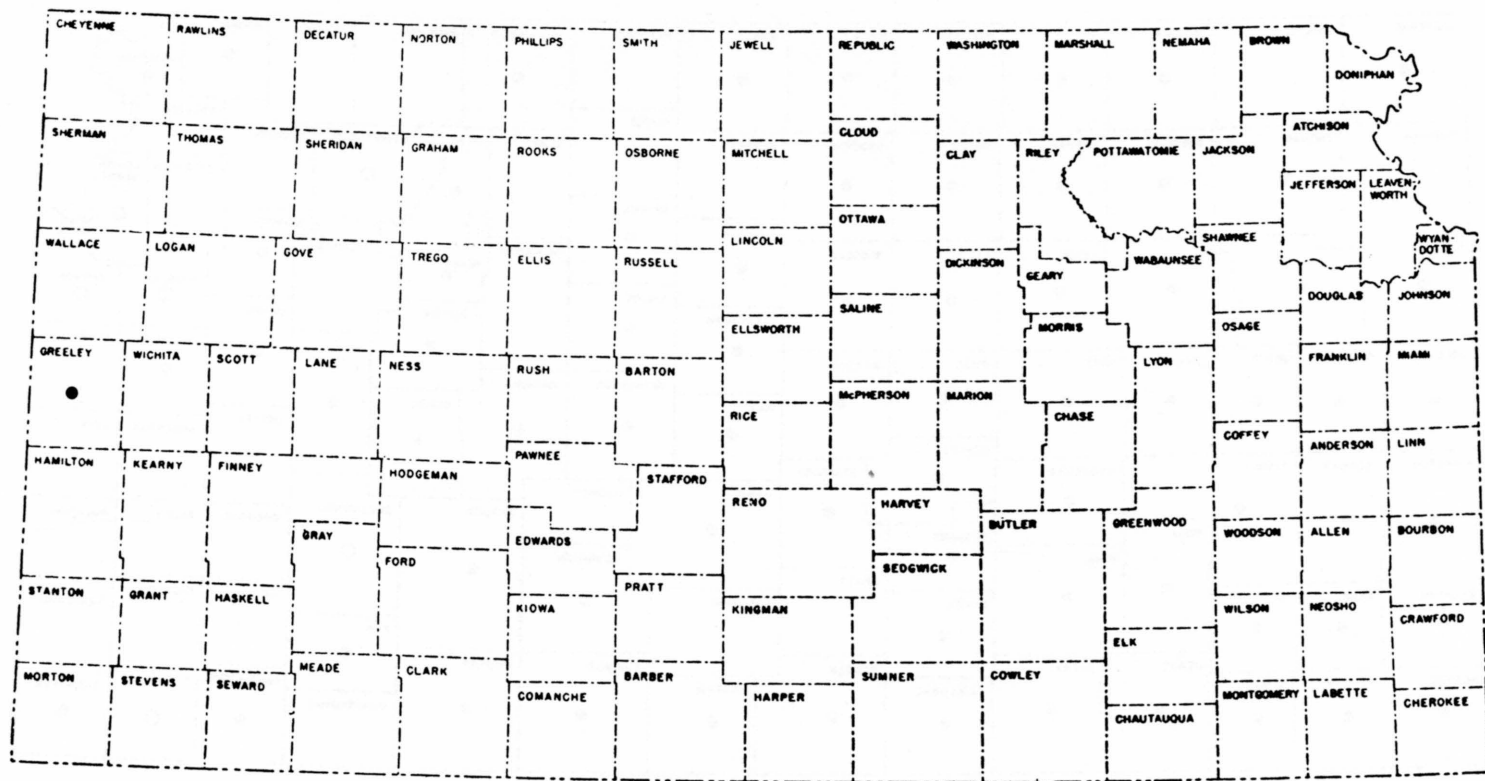 CHEYENNE
RAWLINS
DECATUR
NORTON
PHILLIPS
SMITH
JEWELL
REPUBLIC
WASHINGTON
MARSHALL
NEMAHA
BROWN
DONIPHAN
SHERMAN
THOMAS
SHERIDAN
GRAHAM
ROOKS
OSBORNE
MITCHELL
CLOUD
CLAY
RILEY
POTTAWATOMIE
JACKSON
ATCHISON
JEFFERSON
LEAVEN-
WORTH
WALLACE
LOGAN
GOVE
TREGO
ELLIS
RUSSELL
LINCOLN
OTTAWA
DICKINSON
GEARY
WABAUNSEE
SHAWNEE
WYAN-
DOTTE
DOUGLAS
JOHNSON
GREELEY
WICHITA
SCOTT
LANE
NESS
RUSH
BARTON
ELLSWORTH
SALINE
MORRIS
LYON
OSAGE
FRANKLIN
MIAMI
RICE
McPHERSON
MARION
CHASE
COFFEY
ANDERSON
LINN
HAMILTON
KEARNY
FINNEY
HODGEMAN
PAWNEE
STAFFORD
RENO
HARVEY
BUTLER
GREENWOOD
WOODSON
ALLEN
BOURBON
GRAY
FORD
EDWARDS
PRATT
KINGMAN
SEDGWICK
STANTON
GRANT
HASKELL
KIOWA
ELK
WILSON
NEOSHO
CRAWFORD
MORTON
STEVENS
SEWARD
MEADE
CLARK
COMANCHE
BARBER
HARPER
SUMNER
COWLEY
CHAUTAUQUA
MONTGOMERY
LABETTE
CHEROKEE